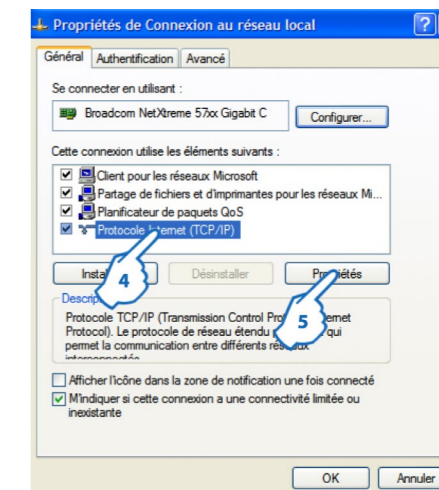 Propriétés de Connexion au réseau local
?
Général Authentification Avancé
Se connecter en utilisant :
Broadcom NetXtreme 57xx Gigabit C
Configurer...
Cette connexion utilise les éléments suivants :
Client pour les réseaux Microsoft
Partage de fichiers et d'imprimantes pour les réseaux Mi...
Planificateur de paquets QoS
Protocole Internet (TCP/IP)
Désinstaller
4
5
Protocole TCP/IP (Transmission Control
Protocol). Le protocole de réseau étendu qui
permet la communication entre différents
Afficher l'icône dans la zone de notification une fois connecté
M'indiquer si cette connexion a une connectivité limitée ou
inexistante
OK Annuler